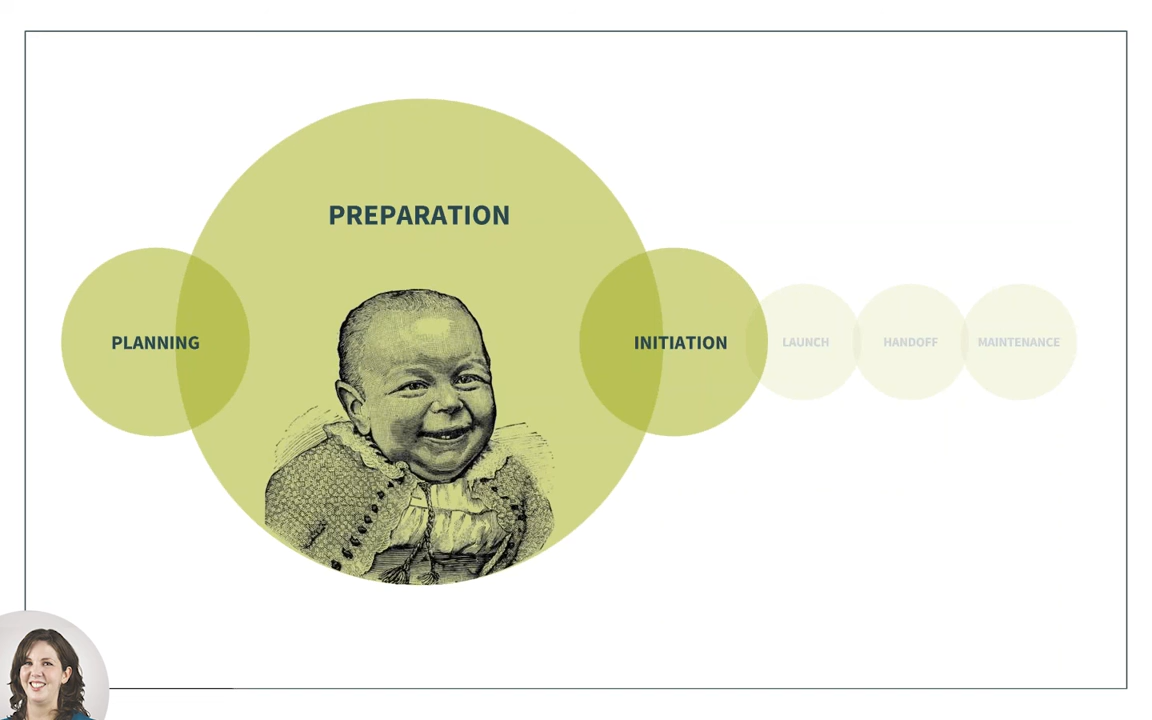 PREPARATION
PLANNING
INITIATION
LAUNCH
HANDOFF
MAINTENANCE